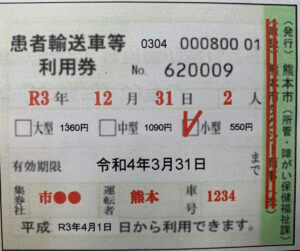 患者輸送車等
利用券
0304 000800 01
No. 620009
R3年 12月 31日 2人
□大型 1360円 □中型 1090円 □小型 550円
有効期限 令和4年3月31日 まで
集券社 市●● 運転者 熊本 車号 1234
平成 R3年4月1日 日から利用できます。
(発行) 熊本市 (所管・障がい保健福祉課)